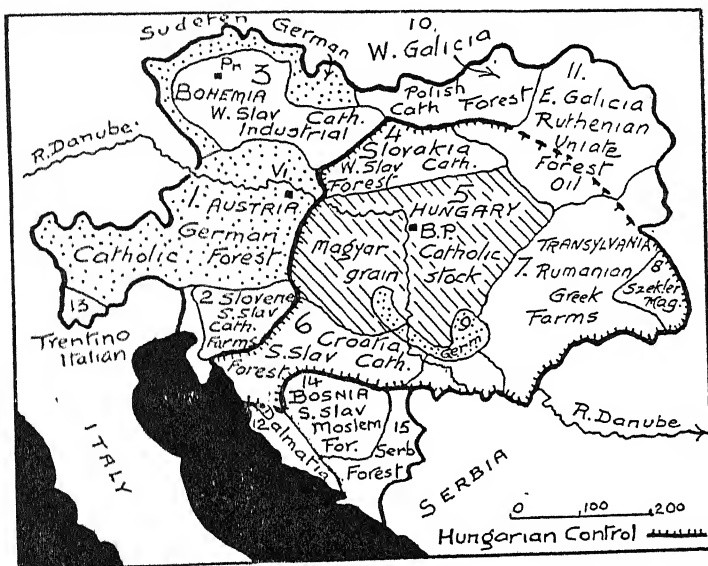 10.
Sudeten German
W. Galicia
Pr 3
BOHEMIA
W. Slav Cath.
Industrial
Polish
Cath Forest
11.
E. Galicia
Ruthenian
Uniate
Forest
Oil
R. Danube.
4
Slovakia
W. Slav Cath.
Forest
Vi
1. AUSTRIA
German
Catholic Forest
5
HUNGARY
B.P.
Magyar Catholic
grain stock
TRANSYLVANIA
7. Rumanian
Greek
Farms
8
Szekler
Mag.
13
Trentino
Italian
2 Slovene
S. Slav
Cath.
Farms
9
Germ
6 Croatia
S. Slav Cath.
Forest
14
BOSNIA
S. Slav
Moslem
For.
15
Serb
Forest
12
Dalmatia
ITALY
SERBIA
R. Danube
0 100 200
Hungarian Control